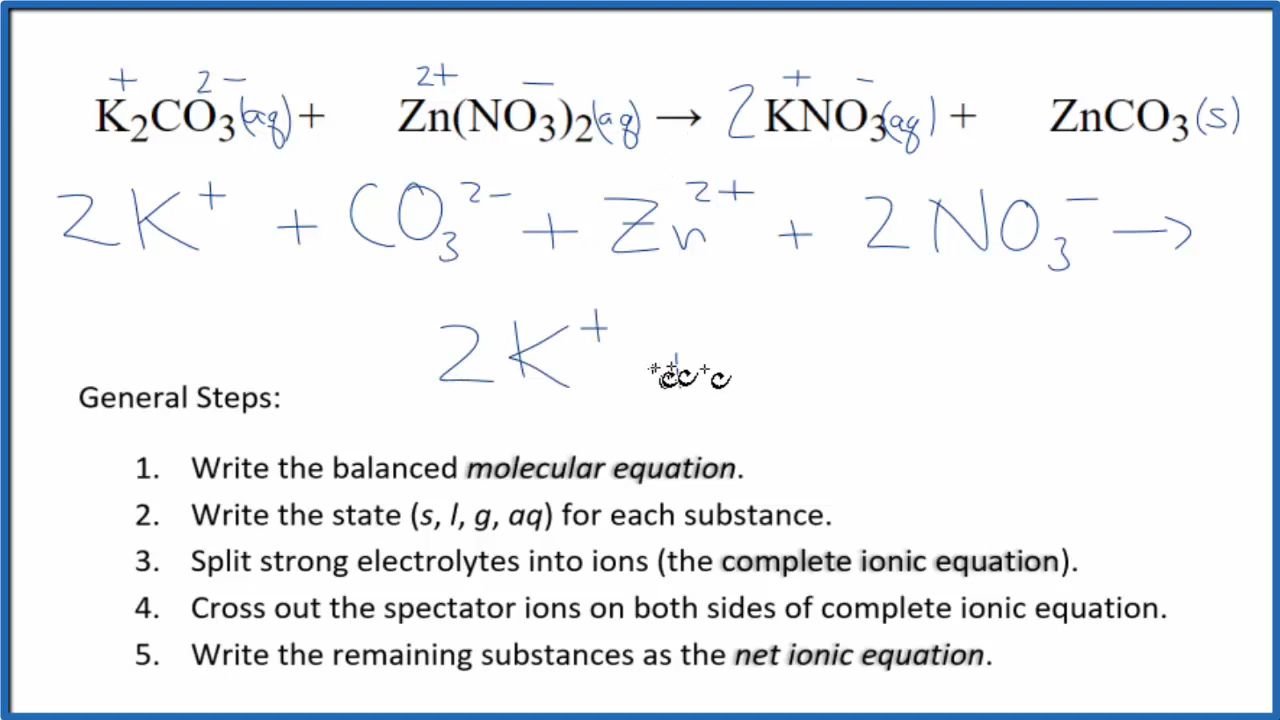 + 2- 2+ - + -
K₂CO₃(aq) + Zn(NO₃)₂(aq) → 2KNO₃(aq) + ZnCO₃(s)
2K⁺ + CO₃²⁻ + Zn²⁺ + 2NO₃⁻ →
2K⁺
General Steps:
1. Write the balanced molecular equation.
2. Write the state (s, l, g, aq) for each substance.
3. Split strong electrolytes into ions (the complete ionic equation).
4. Cross out the spectator ions on both sides of complete ionic equation.
5. Write the remaining substances as the net ionic equation.